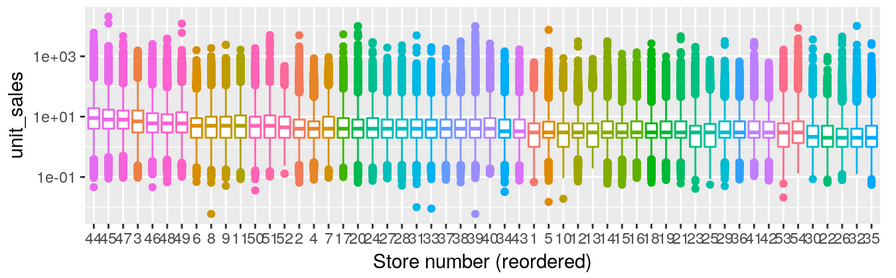 1e+03
1e+01
1e-01
unit_sales
44 45 47 3 46 48 49 6 8 9 11 50 51 52 2 4 7 17 20 24 27 28 31 33 37 38 39 40 34 43 1 5 10 12 13 14 15 16 18 19 21 23 25 29 36 41 42 53 54 30 22 26 32 35
Store number (reordered)